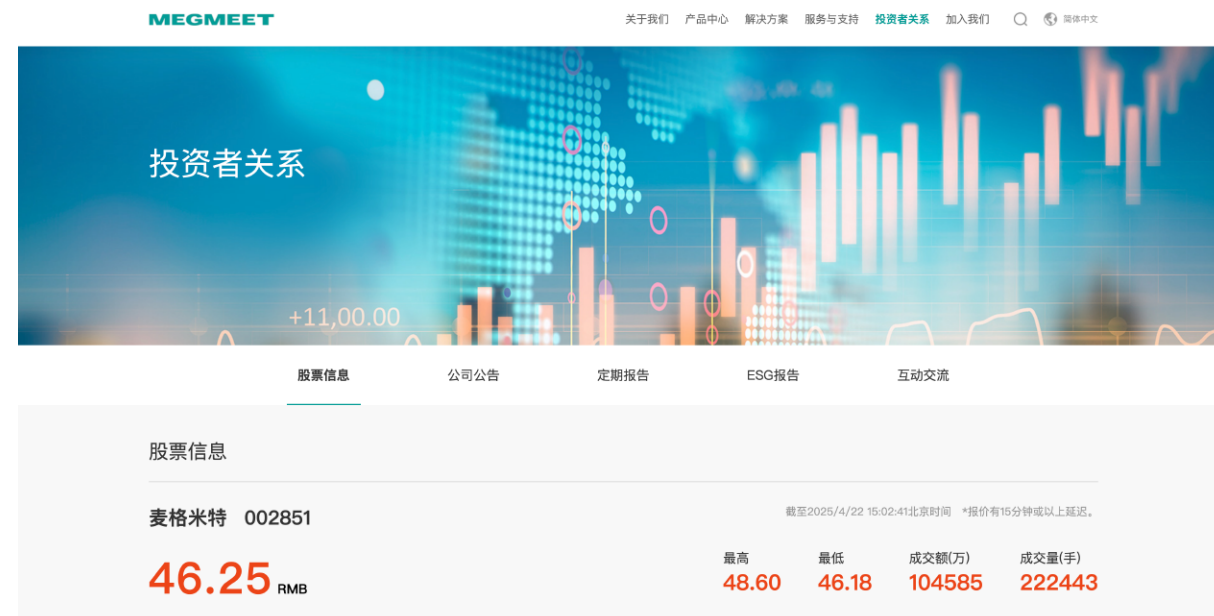 MEGMEET 关于我们 产品中心 解决方案 服务与支持 投资者关系 加入我们 简体中文
投资者关系
+11,00.00
股票信息 公司公告 定期报告 ESG报告 互动交流
股票信息
麦格米特 002851 截至2025/4/22 15:02:41北京时间 *报价有15分钟或以上延迟。
最高 最低 成交额(万) 成交量(手)
46.25 RMB 48.60 46.18 104585 222443